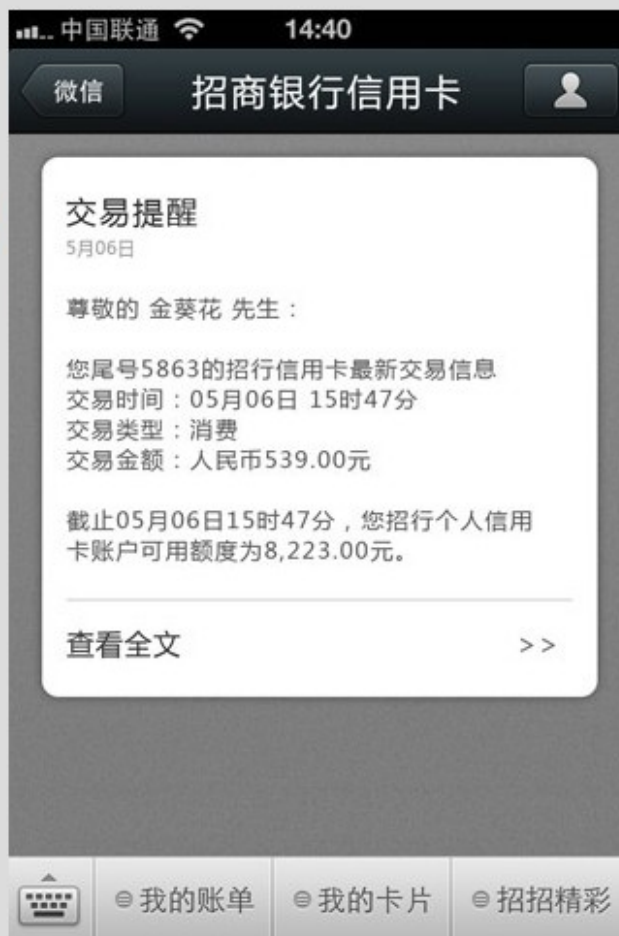 中国联通 14:40
微信 招商银行信用卡
交易提醒
5月06日
尊敬的 金葵花 先生：
您尾号5863的招行信用卡最新交易信息
交易时间：05月06日 15时47分
交易类型：消费
交易金额：人民币539.00元
截止05月06日15时47分，您招行个人信用
卡账户可用额度为8,223.00元。
查看全文 >>
我的账单 我的卡片 招招精彩